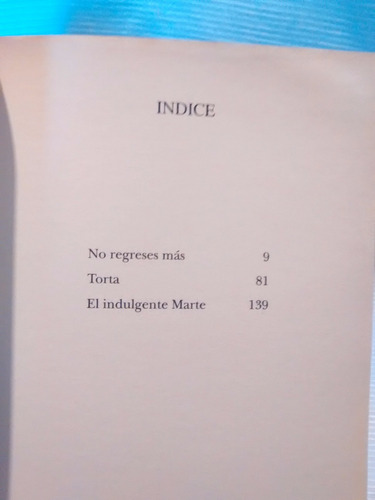 INDICE
No regreses más 9
Torta 81
El indulgente Marte 139